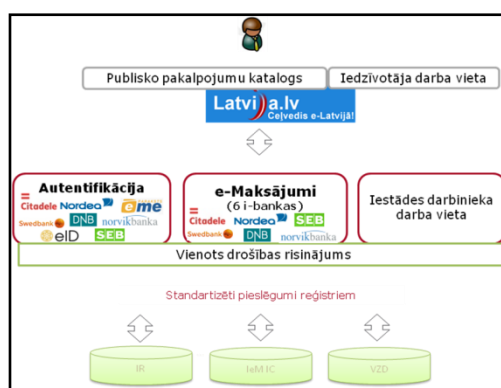 Publisko pakalpojumu katalogs
Iedzīvotāja darba vieta
Latvija.lv
Ceļvedis e-Latvijā!
Autentifikācija
Citadele Nordea eme
Swedbank DNB norvikbanka
eID SEB
e-Maksājumi
(6 i-bankas)
Citadele Nordea SEB
Swedbank DNB norvikbanka
Iestādes darbinieka
darba vieta
Vienots drošības risinājums
Standartizēti pieslēgumi reģistriem
IR
IeM IC
VZD